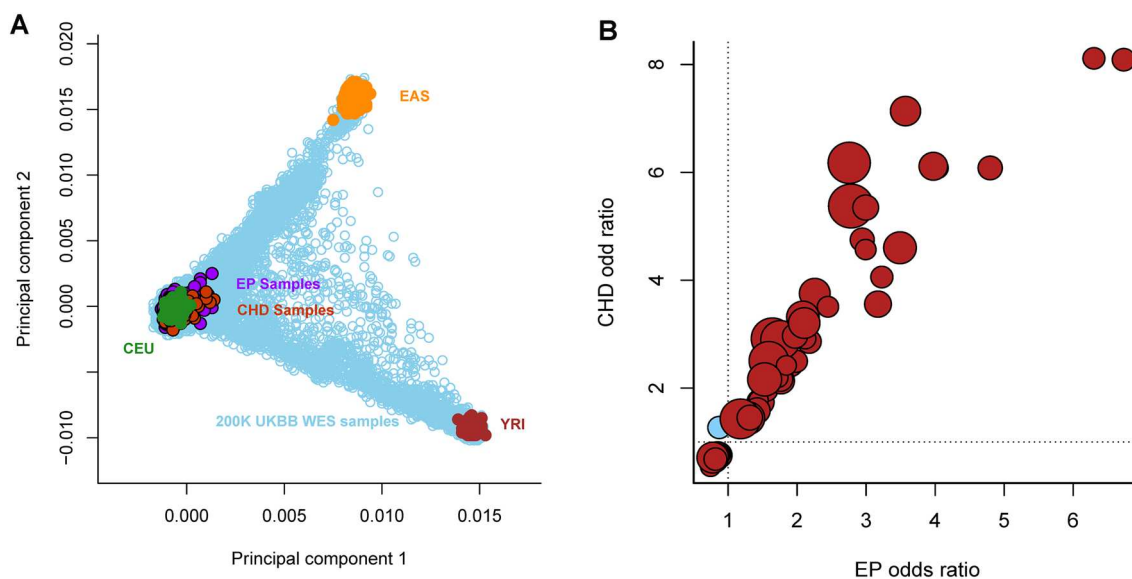 A
Principal component 2
0.020
0.015
0.010
0.005
0.000
−0.010
EAS
EP Samples
CHD Samples
CEU
200K UKBB WES samples
YRI
0.000
0.005
0.010
0.015
Principal component 1
B
CHD odd ratio
8
6
4
2
1
2
3
4
5
6
EP odds ratio